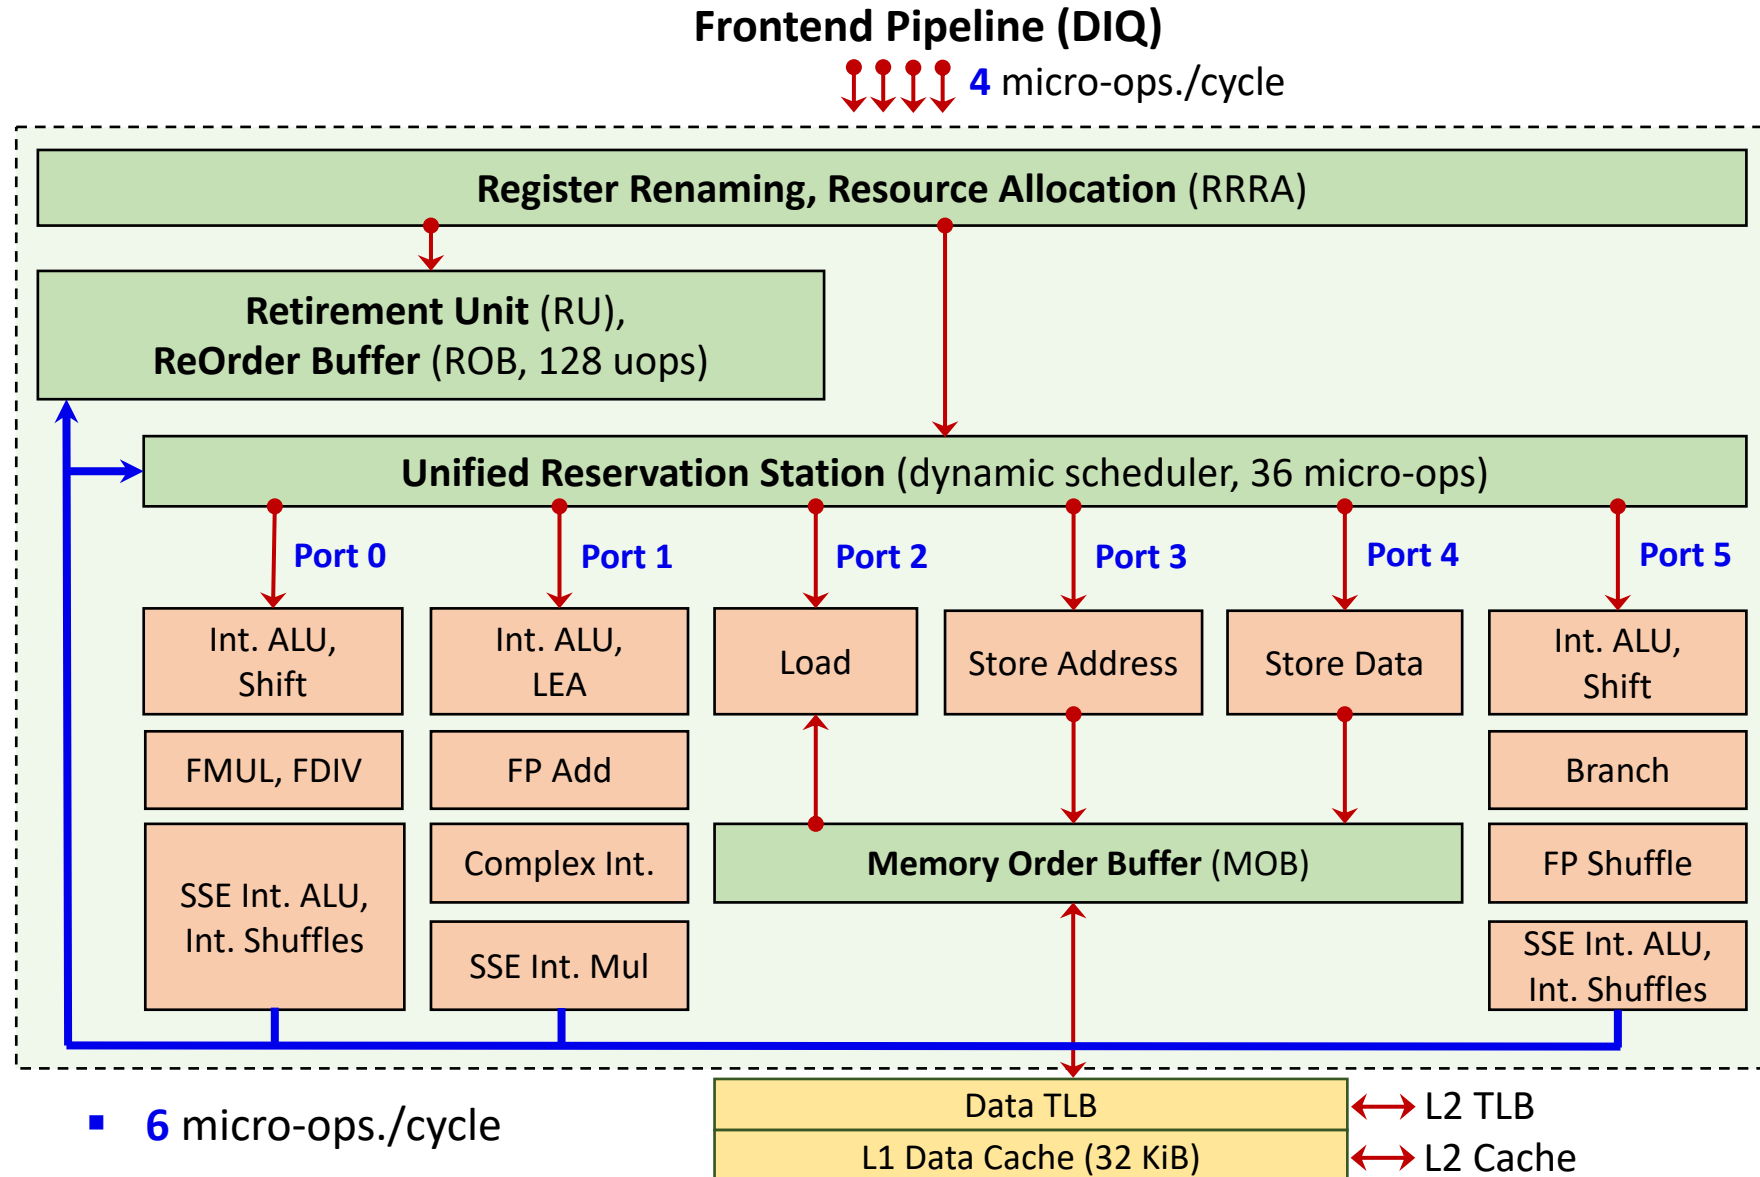 Frontend Pipeline (DIQ)
4 micro-ops./cycle
Register Renaming, Resource Allocation (RRRA)
Retirement Unit (RU),
ReOrder Buffer (ROB, 128 uops)
Unified Reservation Station (dynamic scheduler, 36 micro-ops)
Port 0
Port 1
Port 2
Port 3
Port 4
Port 5
Int. ALU,
Shift
Int. ALU,
LEA
Load
Store Address
Store Data
Int. ALU,
Shift
FMUL, FDIV
FP Add
Branch
SSE Int. ALU,
Int. Shuffles
Complex Int.
Memory Order Buffer (MOB)
FP Shuffle
SSE Int. Mul
SSE Int. ALU,
Int. Shuffles
6 micro-ops./cycle
Data TLB
L2 TLB
L1 Data Cache (32 KiB)
L2 Cache